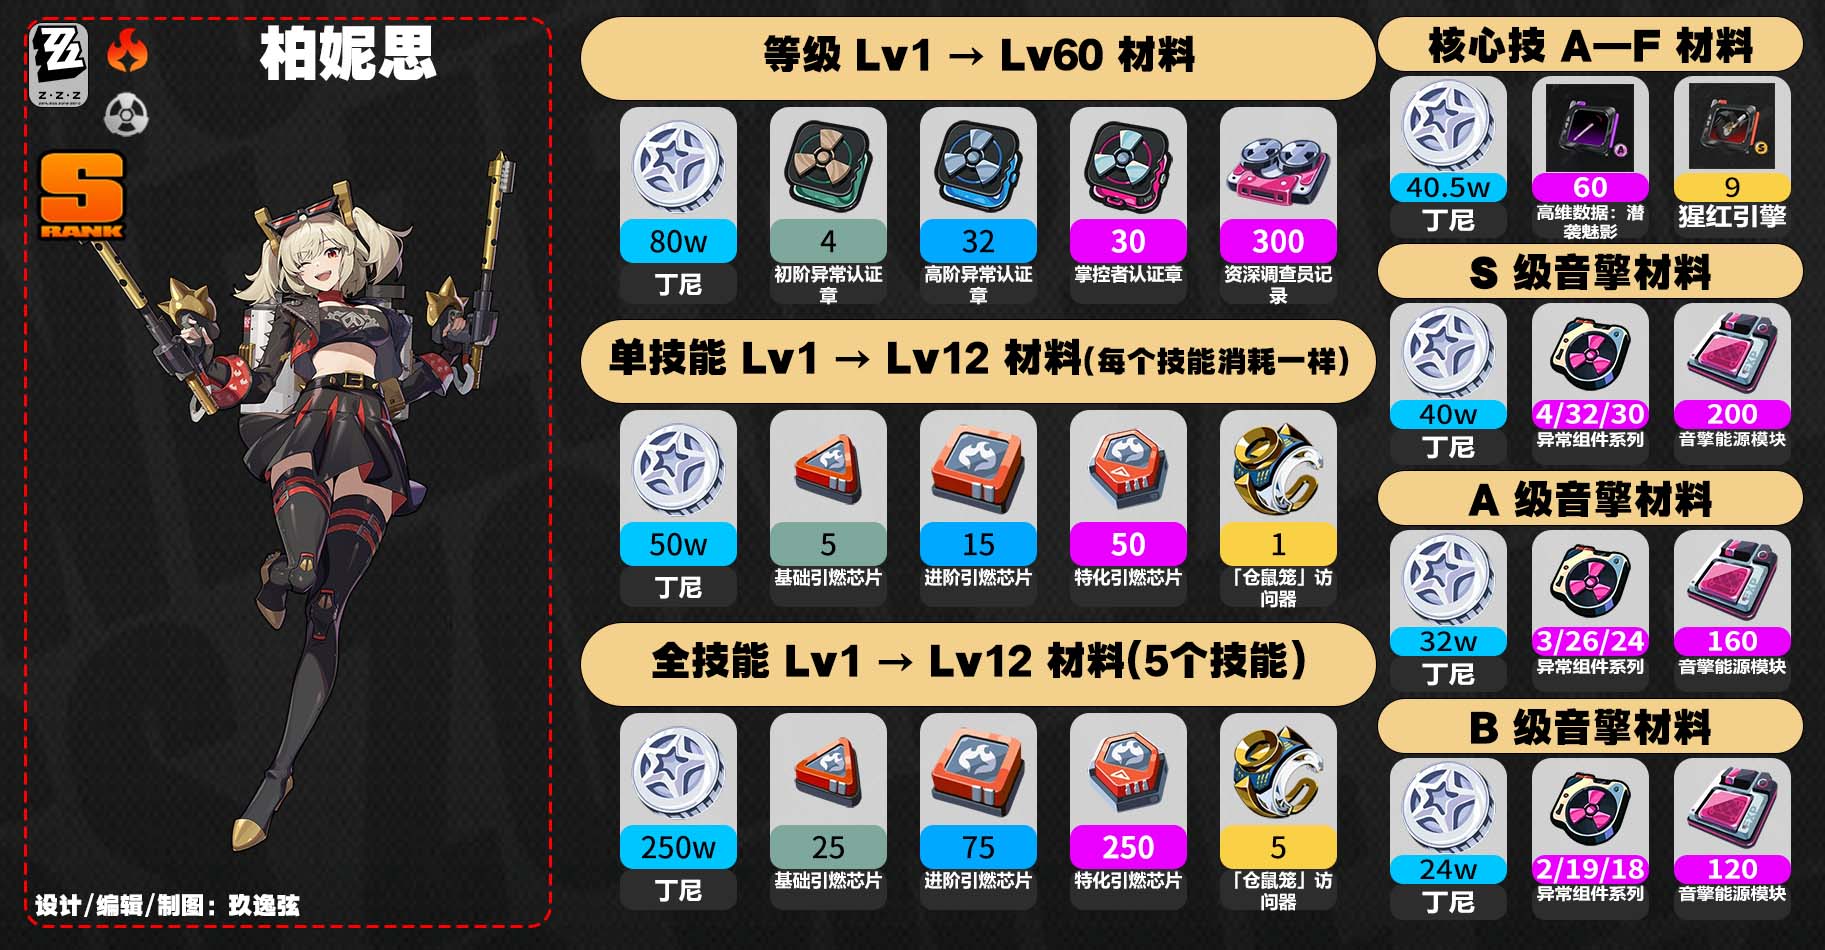 柏妮思
Z·Z·Z
S
RANK
设计/编辑/制图：玖逸弦
等级 Lv1 → Lv60 材料
80w
丁尼
4
初阶异常认证
章
32
高阶异常认证
章
30
掌控者认证章
300
资深调查员记
录
单技能 Lv1 → Lv12 材料(每个技能消耗一样)
50w
丁尼
5
基础引燃芯片
15
进阶引燃芯片
50
特化引燃芯片
1
「仓鼠笼」访
问器
全技能 Lv1 → Lv12 材料(5个技能)
250w
丁尼
25
基础引燃芯片
75
进阶引燃芯片
250
特化引燃芯片
5
「仓鼠笼」访
问器
核心技 A—F 材料
40.5w
丁尼
60
高维数据：潜
袭魅影
9
猩红引擎
S 级音擎材料
40w
丁尼
4/32/30
异常组件系列
200
音擎能源模块
A 级音擎材料
32w
丁尼
3/26/24
异常组件系列
160
音擎能源模块
B 级音擎材料
24w
丁尼
2/19/18
异常组件系列
120
音擎能源模块